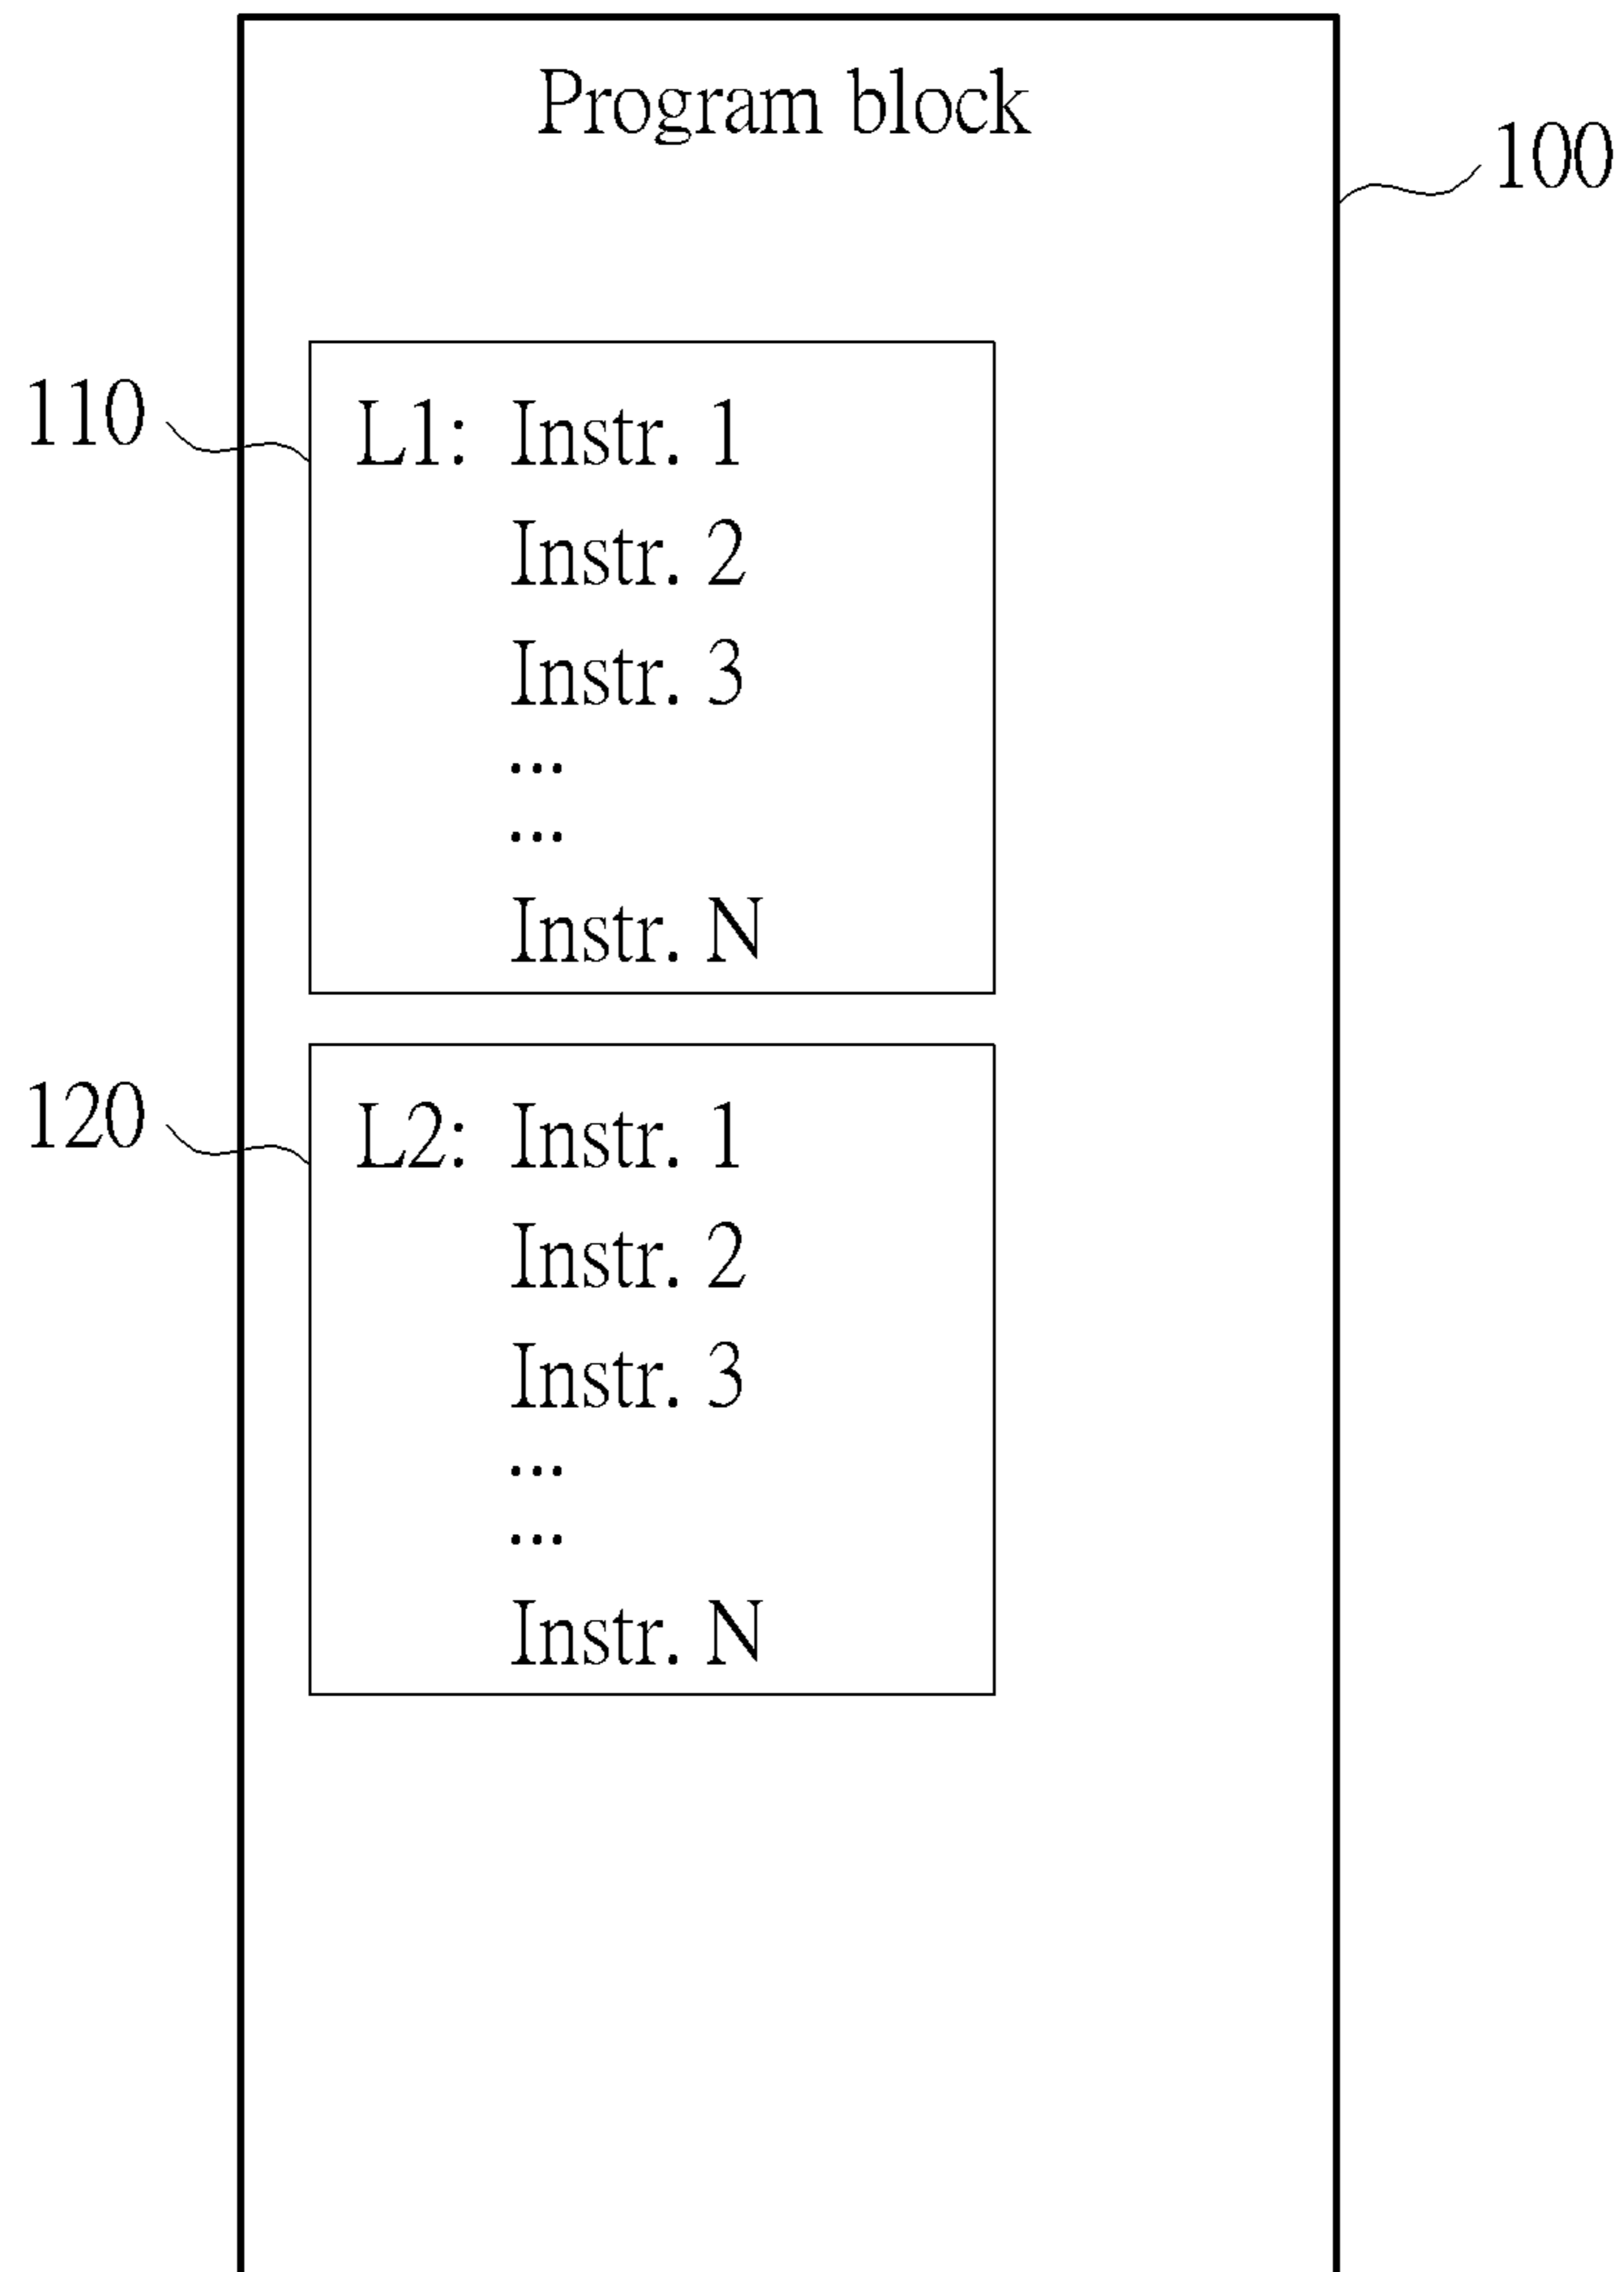 Program block
100
110
L1: Instr. 1
Instr. 2
Instr. 3
...
...
Instr. N
120
L2: Instr. 1
Instr. 2
Instr. 3
...
...
Instr. N